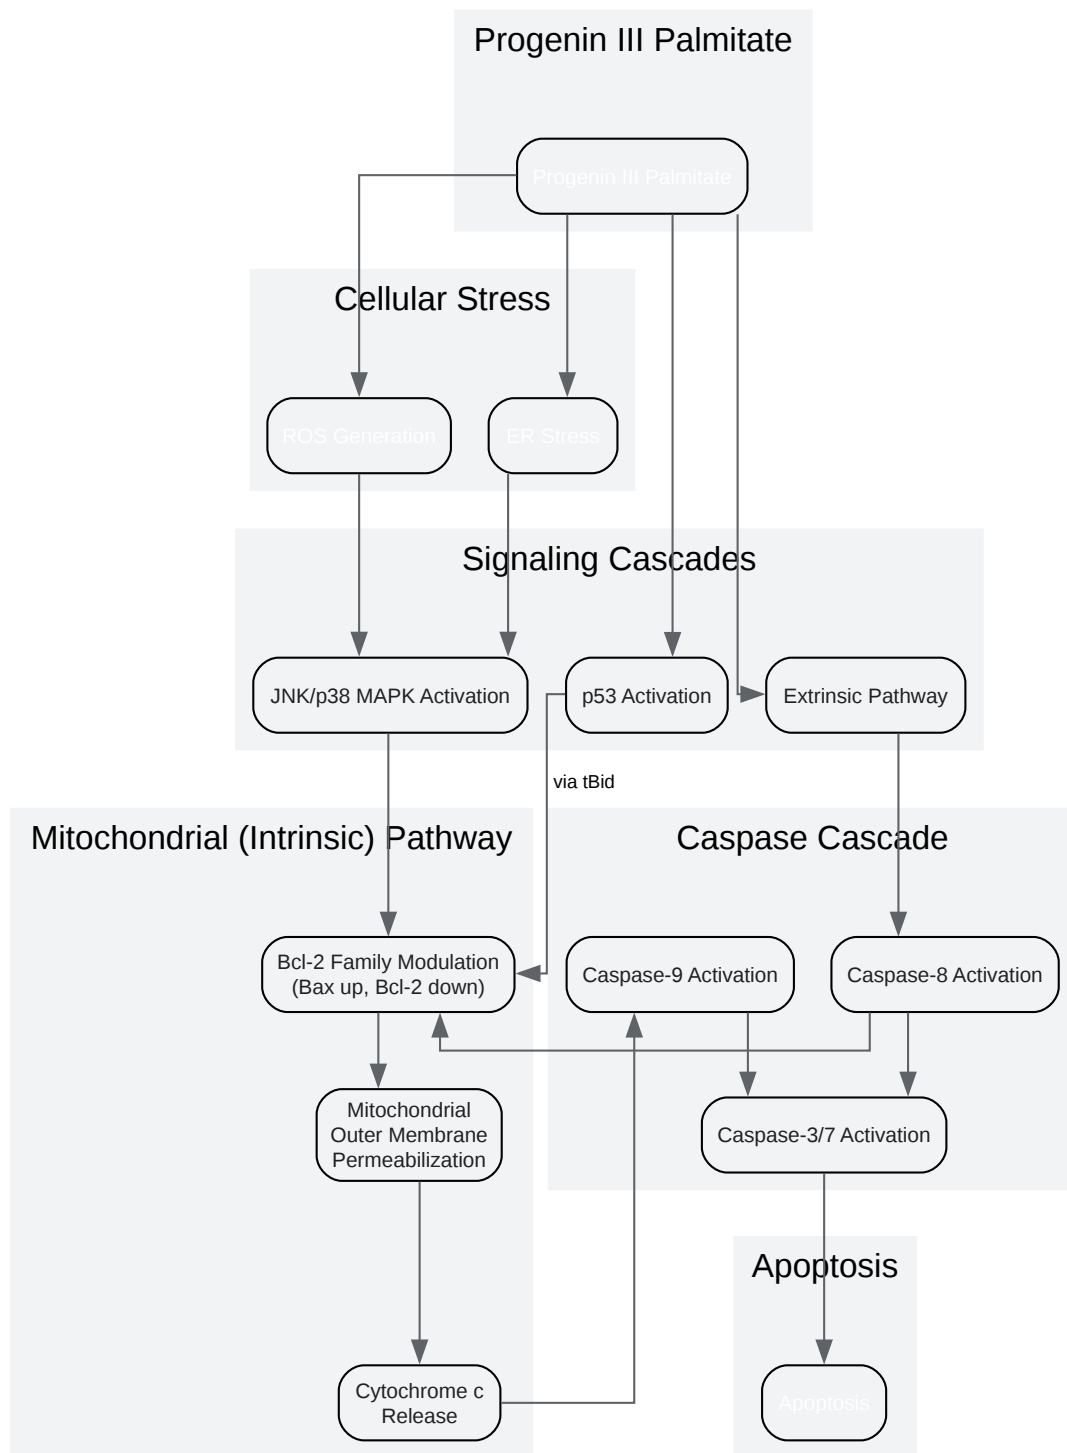 Progenin III Palmitate
Progenin III Palmitate
Cellular Stress
ROS Generation
ER Stress
Signaling Cascades
JNK/p38 MAPK Activation
p53 Activation
Extrinsic Pathway
via tBid
Mitochondrial (Intrinsic) Pathway
Caspase Cascade
Bcl-2 Family Modulation
(Bax up, Bcl-2 down)
Caspase-9 Activation
Caspase-8 Activation
Mitochondrial
Outer Membrane
Permeabilization
Caspase-3/7 Activation
Apoptosis
Cytochrome c
Release
Apoptosis